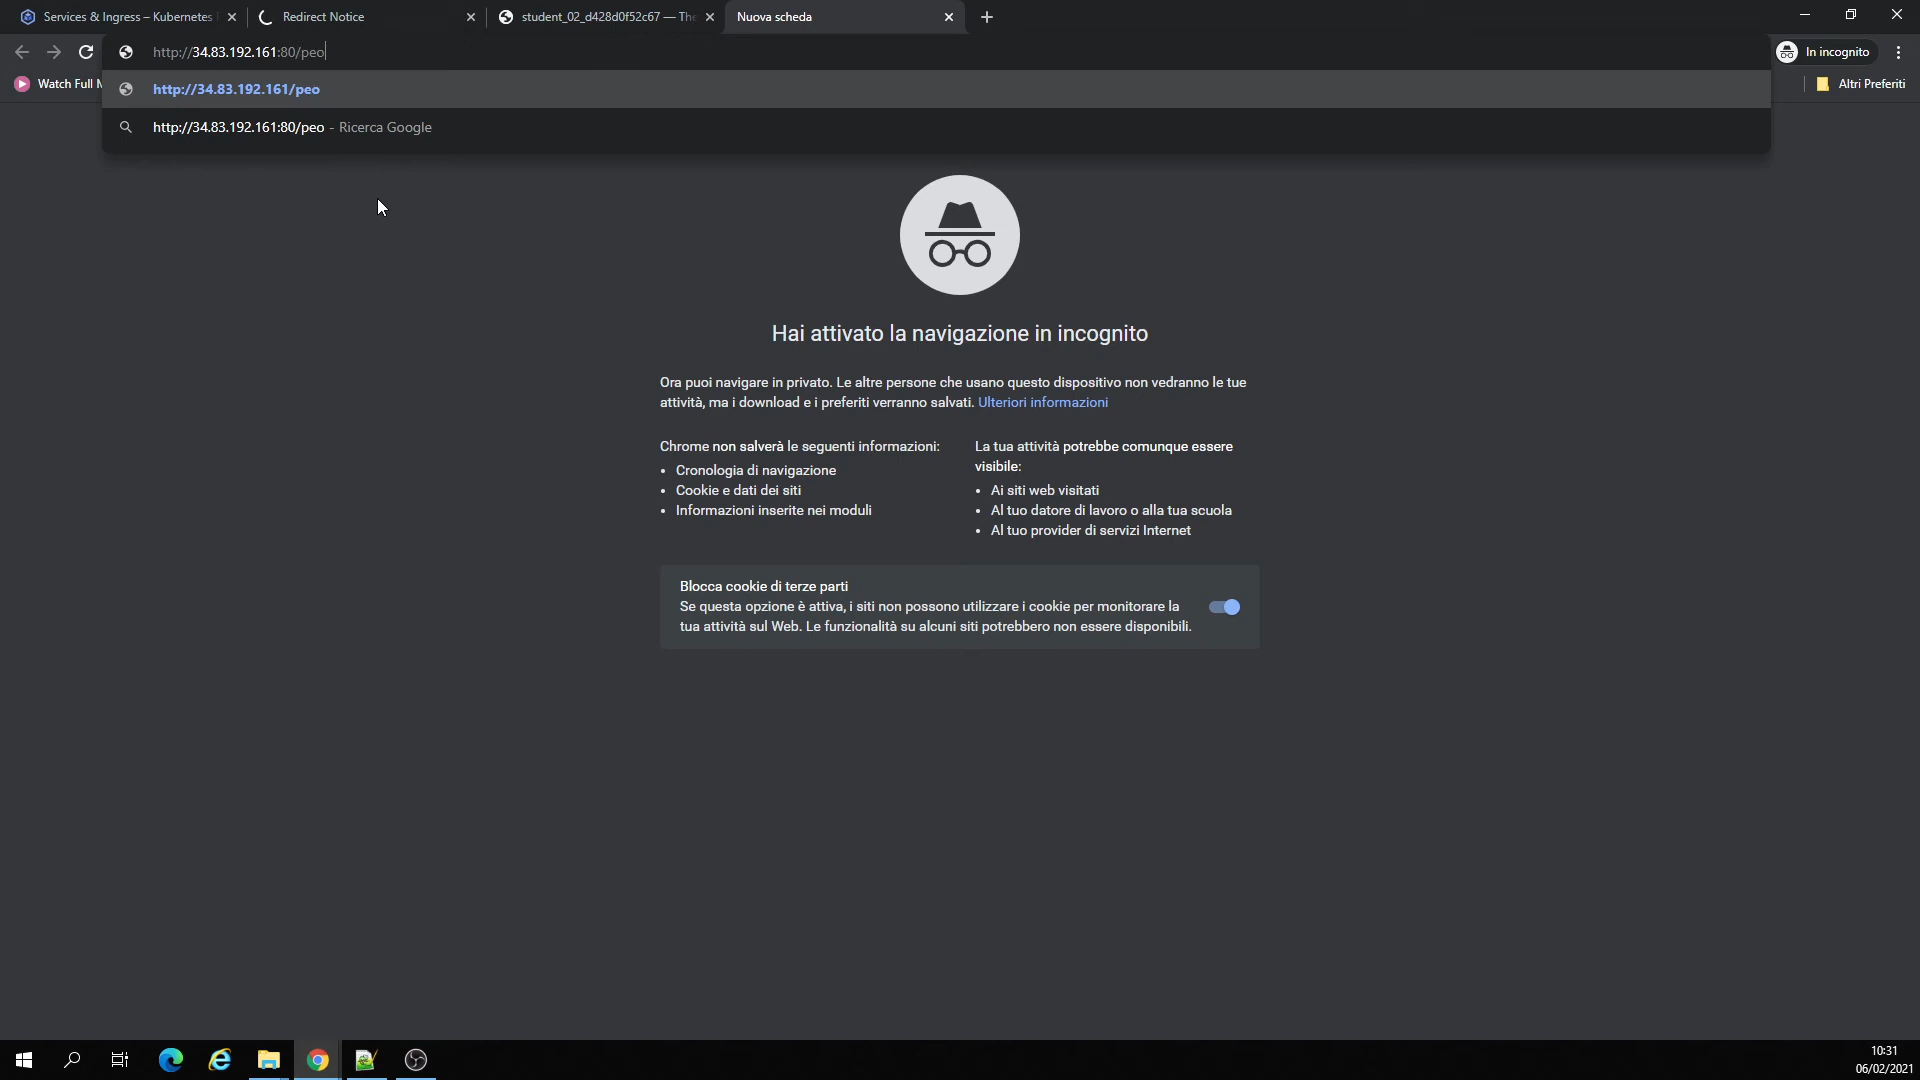 Services & Ingress – Kubernetes
Redirect Notice
student_02_d428d0f52c67 — The
Nuova scheda
http://34.83.192.161:80/peo
In incognito
Watch Full M
Altri Preferiti
http://34.83.192.161/peo
http://34.83.192.161:80/peo - Ricerca Google
Hai attivato la navigazione in incognito
Ora puoi navigare in privato. Le altre persone che usano questo dispositivo non vedranno le tue
attività, ma i download e i preferiti verranno salvati. Ulteriori informazioni
Chrome non salverà le seguenti informazioni:
• Cronologia di navigazione
• Cookie e dati dei siti
• Informazioni inserite nei moduli
La tua attività potrebbe comunque essere
visibile:
• Ai siti web visitati
• Al tuo datore di lavoro o alla tua scuola
• Al tuo provider di servizi Internet
Blocca cookie di terze parti
Se questa opzione è attiva, i siti non possono utilizzare i cookie per monitorare la
tua attività sul Web. Le funzionalità su alcuni siti potrebbero non essere disponibili.
10:31
06/02/2021